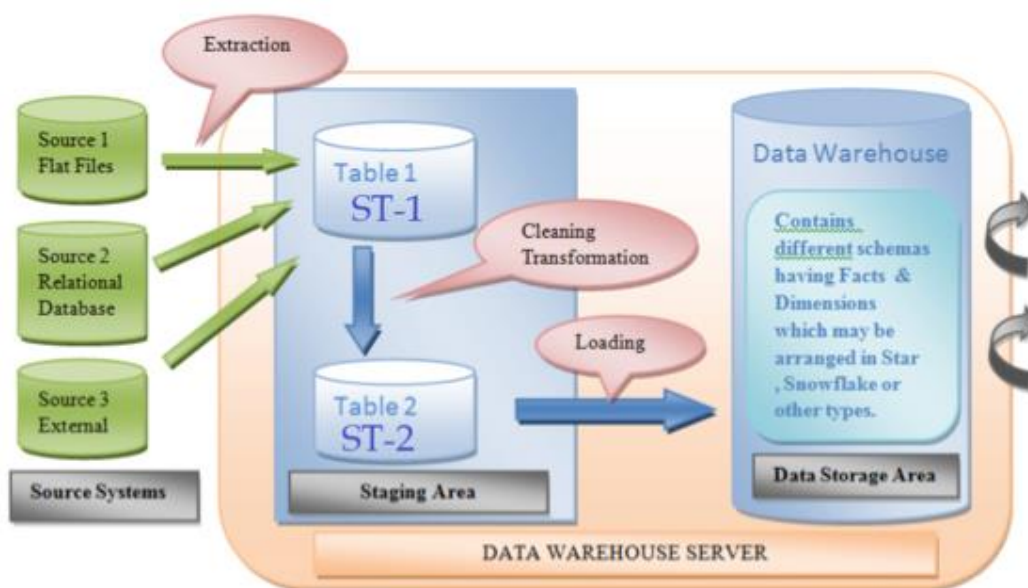 Extraction
Source 1
Flat Files
Source 2
Relational
Database
Source 3
External
Source Systems
Table 1
ST-1
Cleaning
Transformation
Table 2
ST-2
Staging Area
Loading
Data Warehouse
Contains
different schemas
having Facts &
Dimensions
which may be
arranged in Star
, Snowflake or
other types.
Data Storage Area
DATA WAREHOUSE SERVER